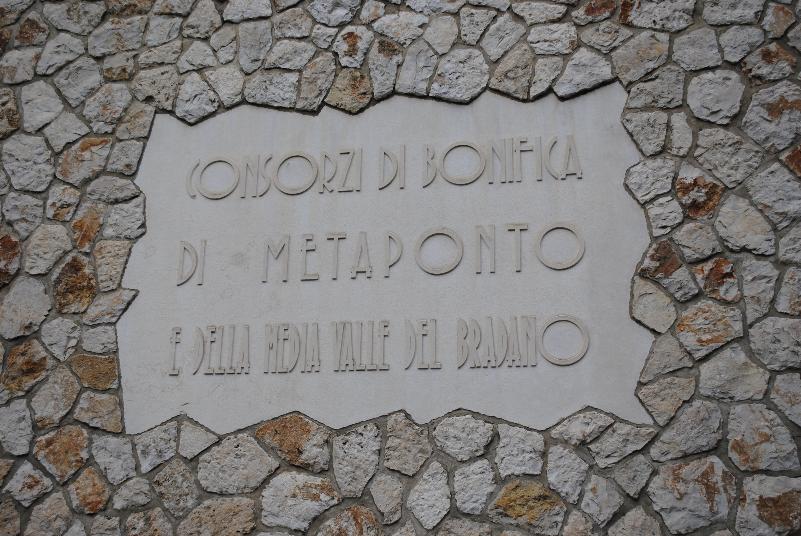 CONSORZI DI BONIFICA
DI METAPONTO
E DELLA MEDIA VALLE DEL BRADANO